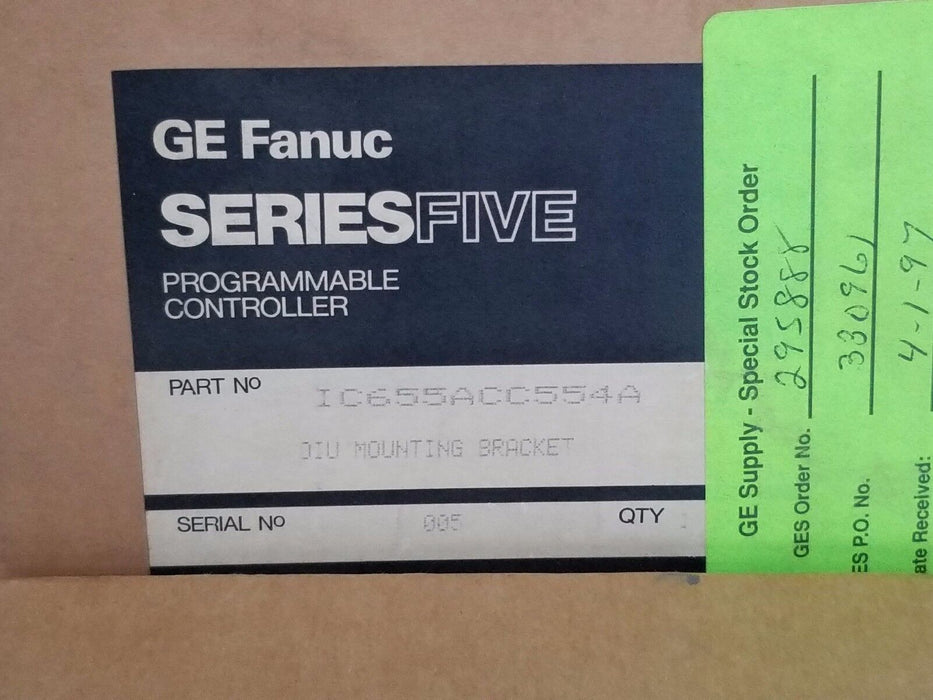 GE Fanuc
SERIESFIVE
PROGRAMMABLE
CONTROLLER
PART Nº
IC655ACC554A
DIU MOUNTING BRACKET
SERIAL Nº 005 QTY
GE Supply - Special Stock Order
GES Order No. 295888
ES P.O. No. 330961
ate Received: 4-1-97